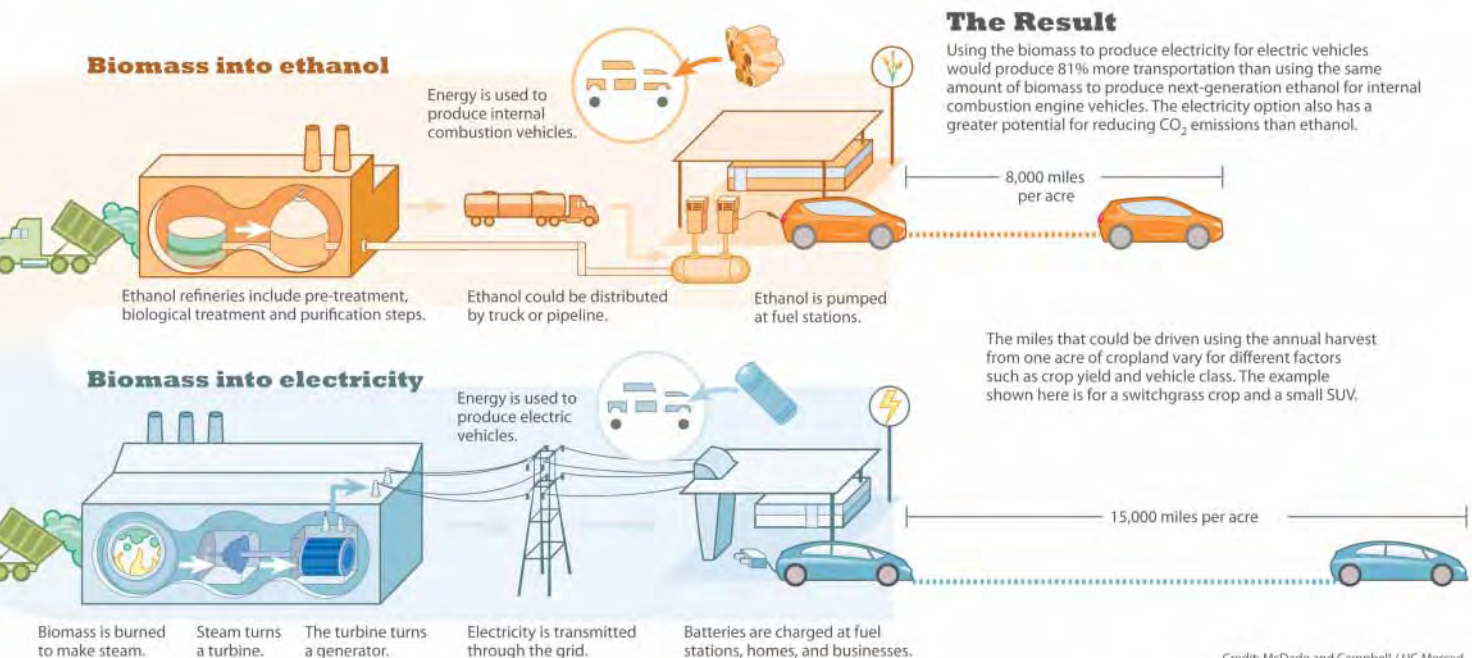 The Result
Using the biomass to produce electricity for electric vehicles
would produce 81% more transportation than using the same
amount of biomass to produce next-generation ethanol for internal
combustion engine vehicles. The electricity option also has a
greater potential for reducing CO₂ emissions than ethanol.
Biomass into ethanol
Energy is used to
produce internal
combustion vehicles.
8,000 miles
per acre
Ethanol refineries include pre-treatment,
biological treatment and purification steps.
Ethanol could be distributed
by truck or pipeline.
Ethanol is pumped
at fuel stations.
The miles that could be driven using the annual harvest
from one acre of cropland vary for different factors
such as crop yield and vehicle class. The example
shown here is for a switchgrass crop and a small SUV.
Biomass into electricity
Energy is used to
produce electric
vehicles.
15,000 miles per acre
Biomass is burned
to make steam.
Steam turns
a turbine.
The turbine turns
a generator.
Electricity is transmitted
through the grid.
Batteries are charged at fuel
stations, homes, and businesses.
Credit: McDade and Campbell / UC Merced